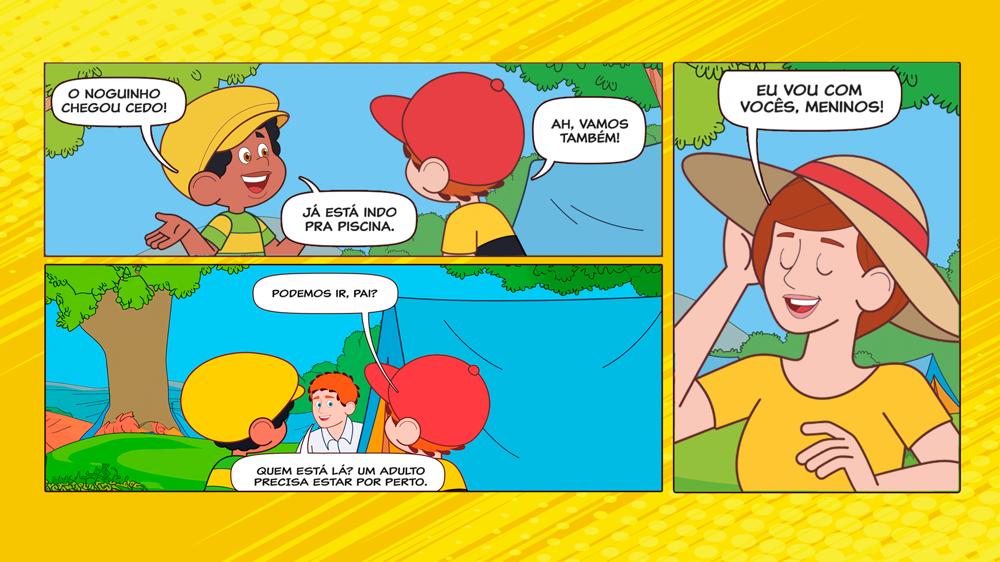 O NOGUINHO
CHEGOU CEDO!
JÁ ESTÁ INDO
PRA PISCINA.
AH, VAMOS
TAMBÉM!
PODEMOS IR, PAI?
QUEM ESTÁ LÁ? UM ADULTO
PRECISA ESTAR POR PERTO.
EU VOU COM
VOCÊS, MENINOS!